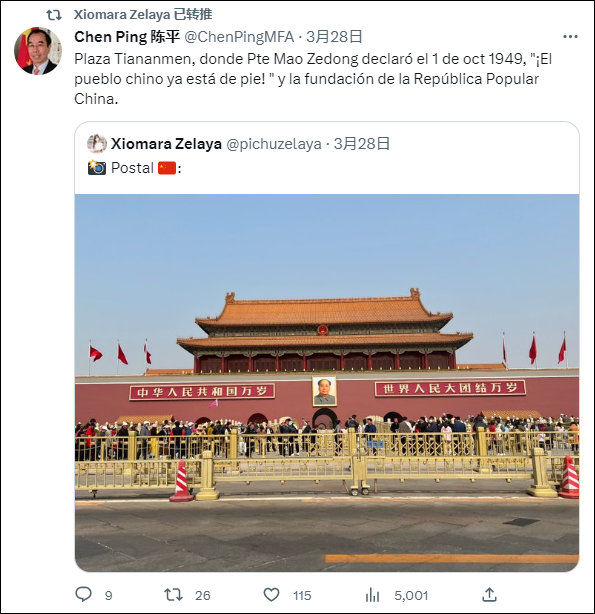 Xiomara Zelaya 已转推
Chen Ping 陈平 @ChenPingMFA · 3月28日
Plaza Tiananmen, donde Pte Mao Zedong declaró el 1 de oct 1949, "¡El
pueblo chino ya está de pie! " y la fundación de la República Popular
China.
Xiomara Zelaya @pichuzelaya · 3月28日
📸 Postal 🇨🇳:
中华人民共和国万岁
世界人民大团结万岁
9 26 115 5,001